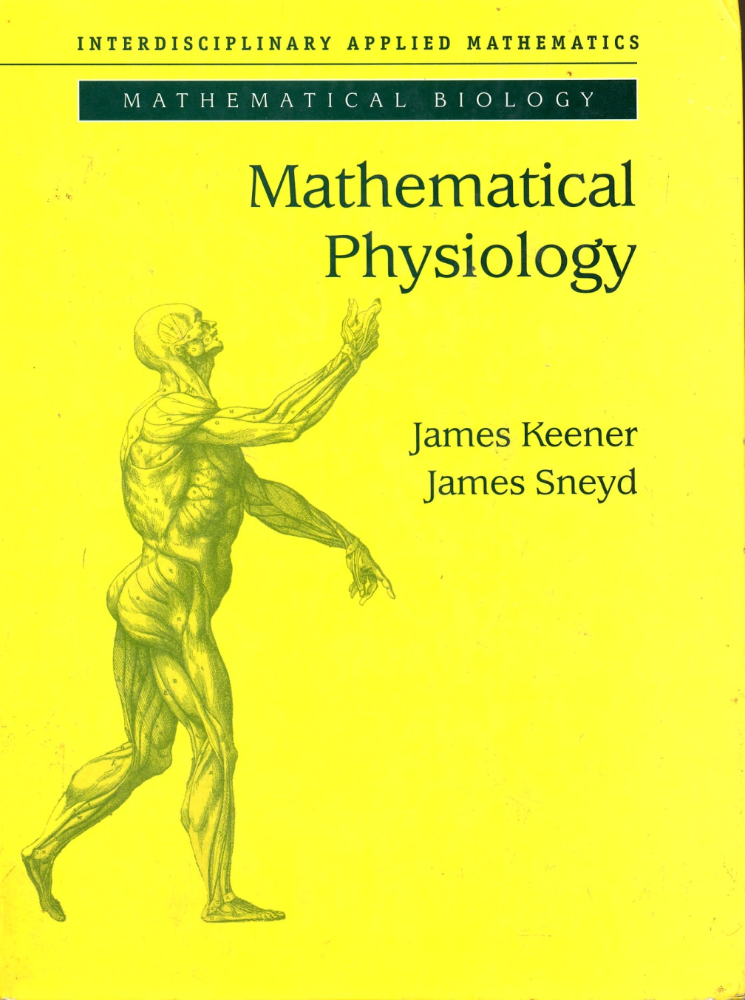 INTERDISCIPLINARY APPLIED MATHEMATICS
MATHEMATICAL BIOLOGY
Mathematical
Physiology
James Keener
James Sneyd